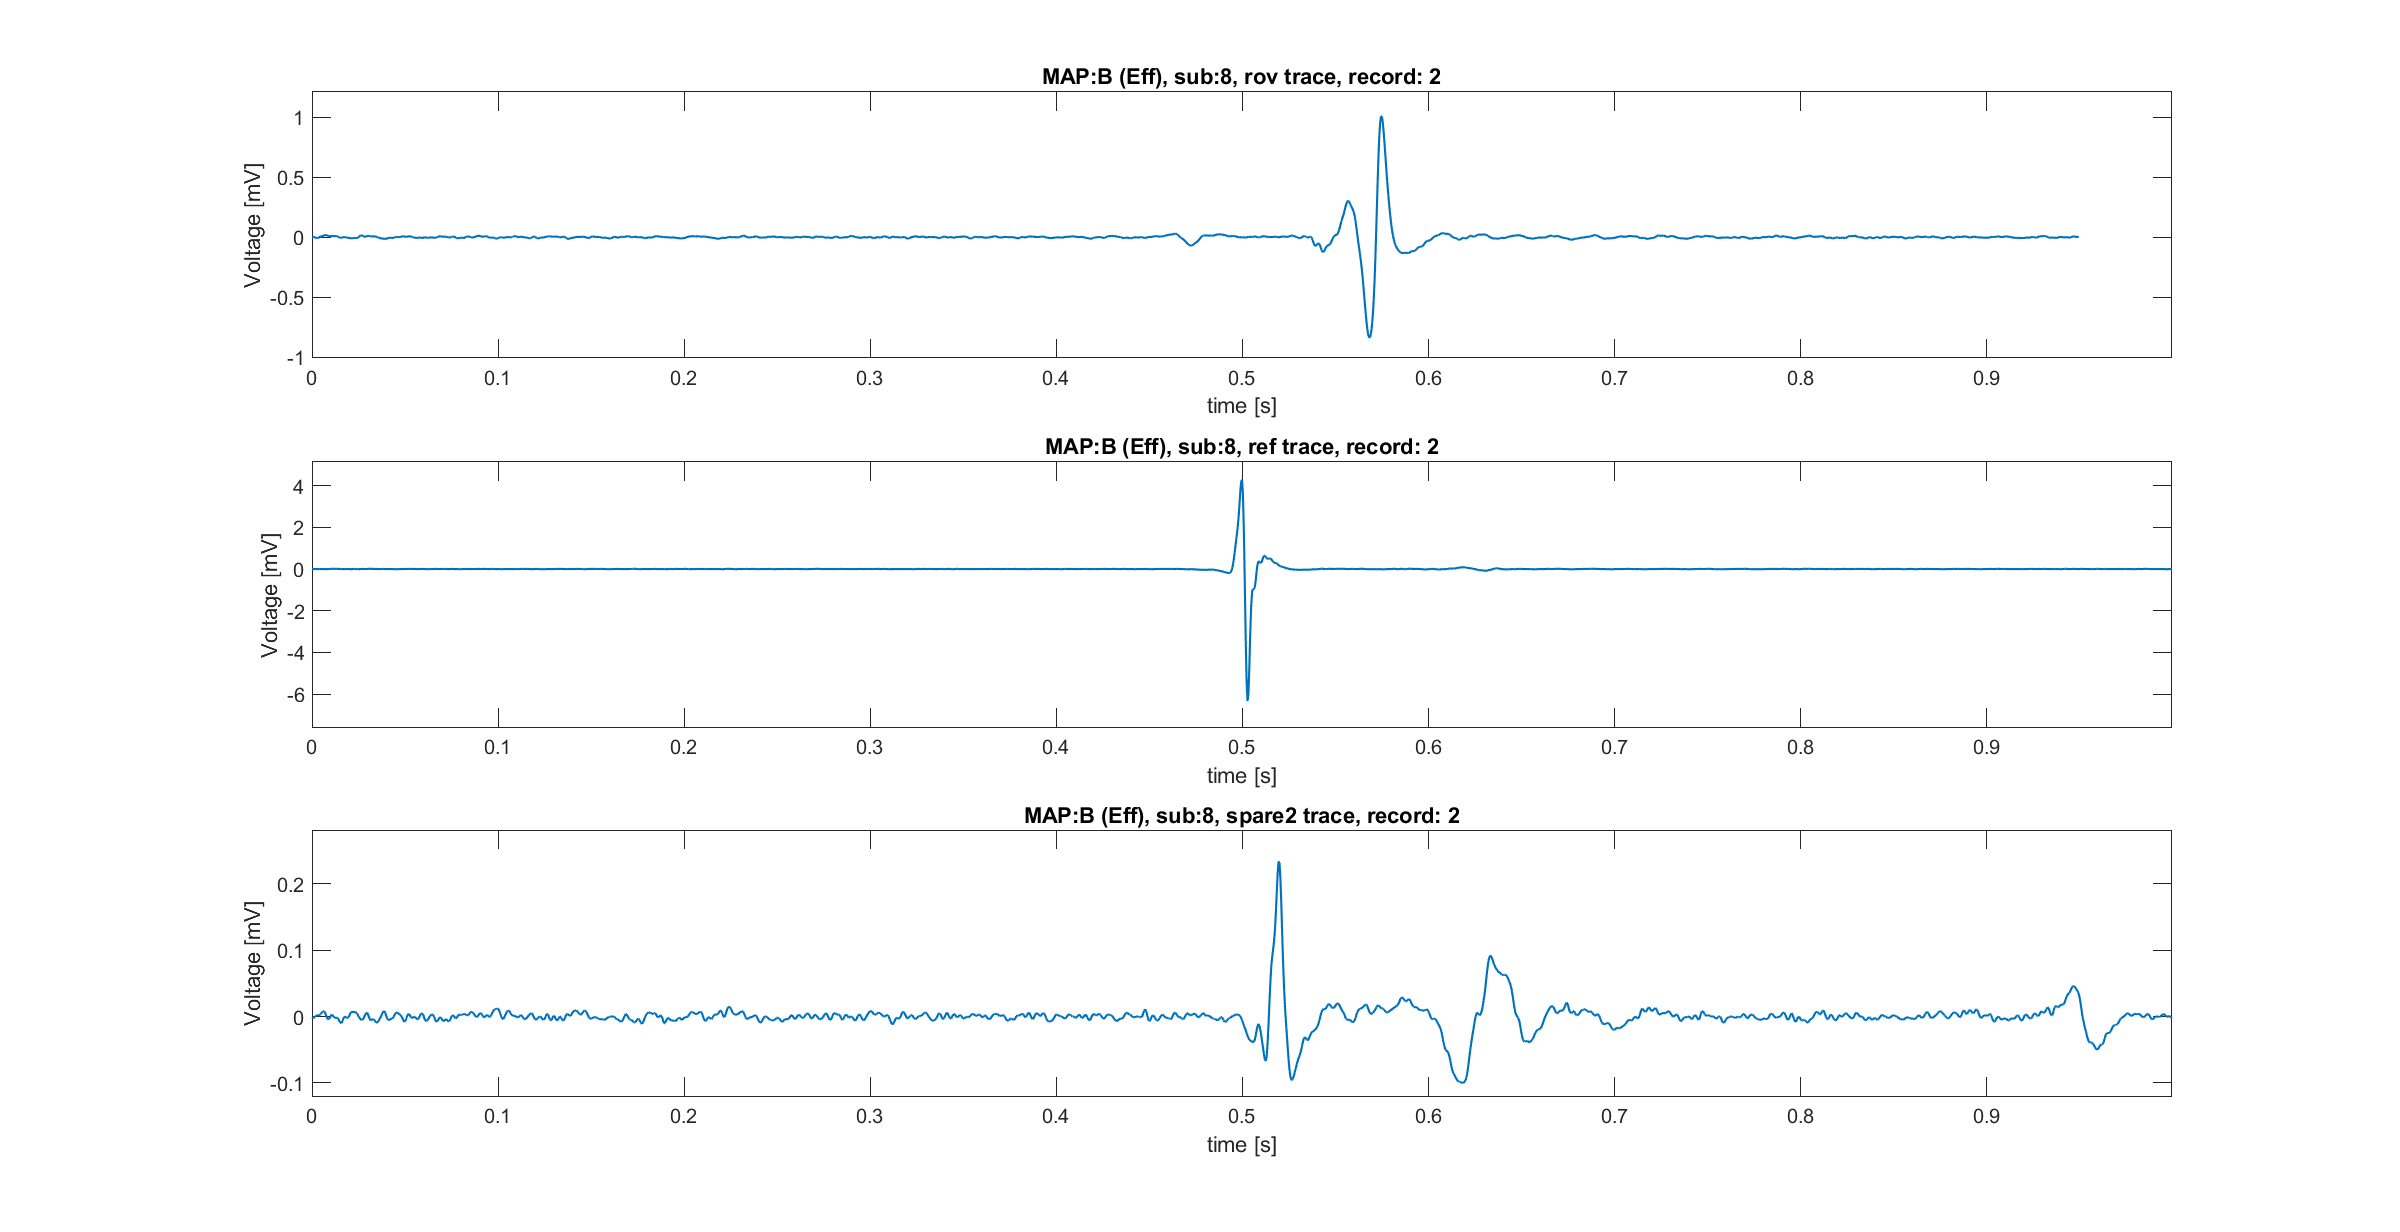 MAP:B (Eff), sub:8, rov trace, record: 2
Voltage [mV]
1
0.5
0
-0.5
-1
0 0.1 0.2 0.3 0.4 0.5 0.6 0.7 0.8 0.9
time [s]
MAP:B (Eff), sub:8, ref trace, record: 2
Voltage [mV]
4
2
0
-2
-4
-6
0 0.1 0.2 0.3 0.4 0.5 0.6 0.7 0.8 0.9
time [s]
MAP:B (Eff), sub:8, spare2 trace, record: 2
Voltage [mV]
0.2
0.1
0
-0.1
0 0.1 0.2 0.3 0.4 0.5 0.6 0.7 0.8 0.9
time [s]